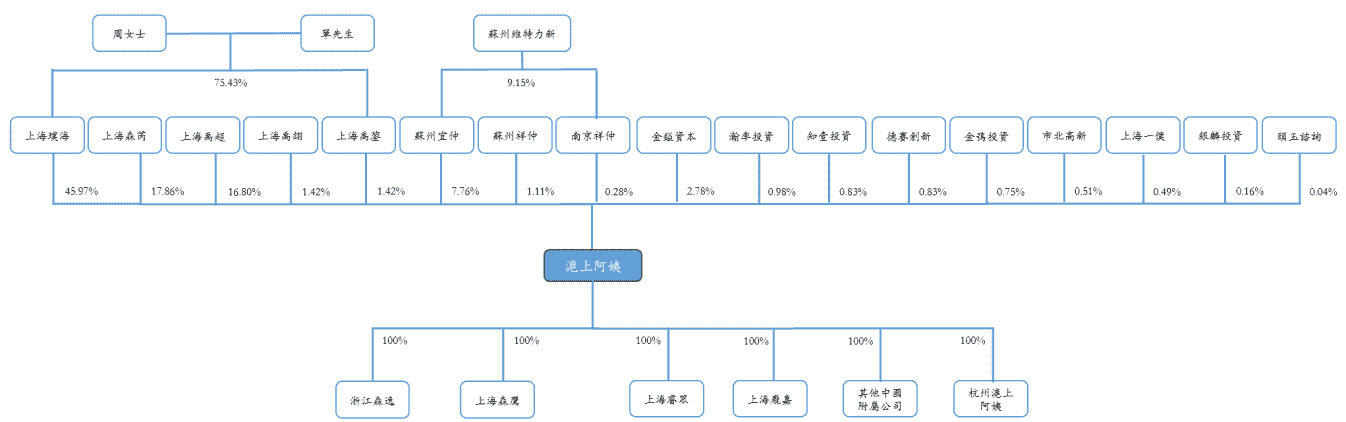 周女士
單先生
蘇州維特力新
75.43%
9.15%
上海璞海
上海森芮
上海禹超
上海禹翃
上海禹鋆
蘇州宜仲
蘇州祥仲
南京祥仲
金鎰資本
瀚率投資
知壹投資
德賽創新
金鴞投資
市北高新
上海一僕
銀麟投資
頤玉諮詢
45.97%
17.86%
16.80%
1.42%
1.42%
7.76%
1.11%
0.28%
2.78%
0.98%
0.83%
0.83%
0.75%
0.51%
0.49%
0.16%
0.04%
滬上阿姨
100%
100%
100%
100%
100%
100%
浙江森逸
上海森鷹
上海睿眾
上海龐嘉
其他中國
附屬公司
杭州滬上
阿姨